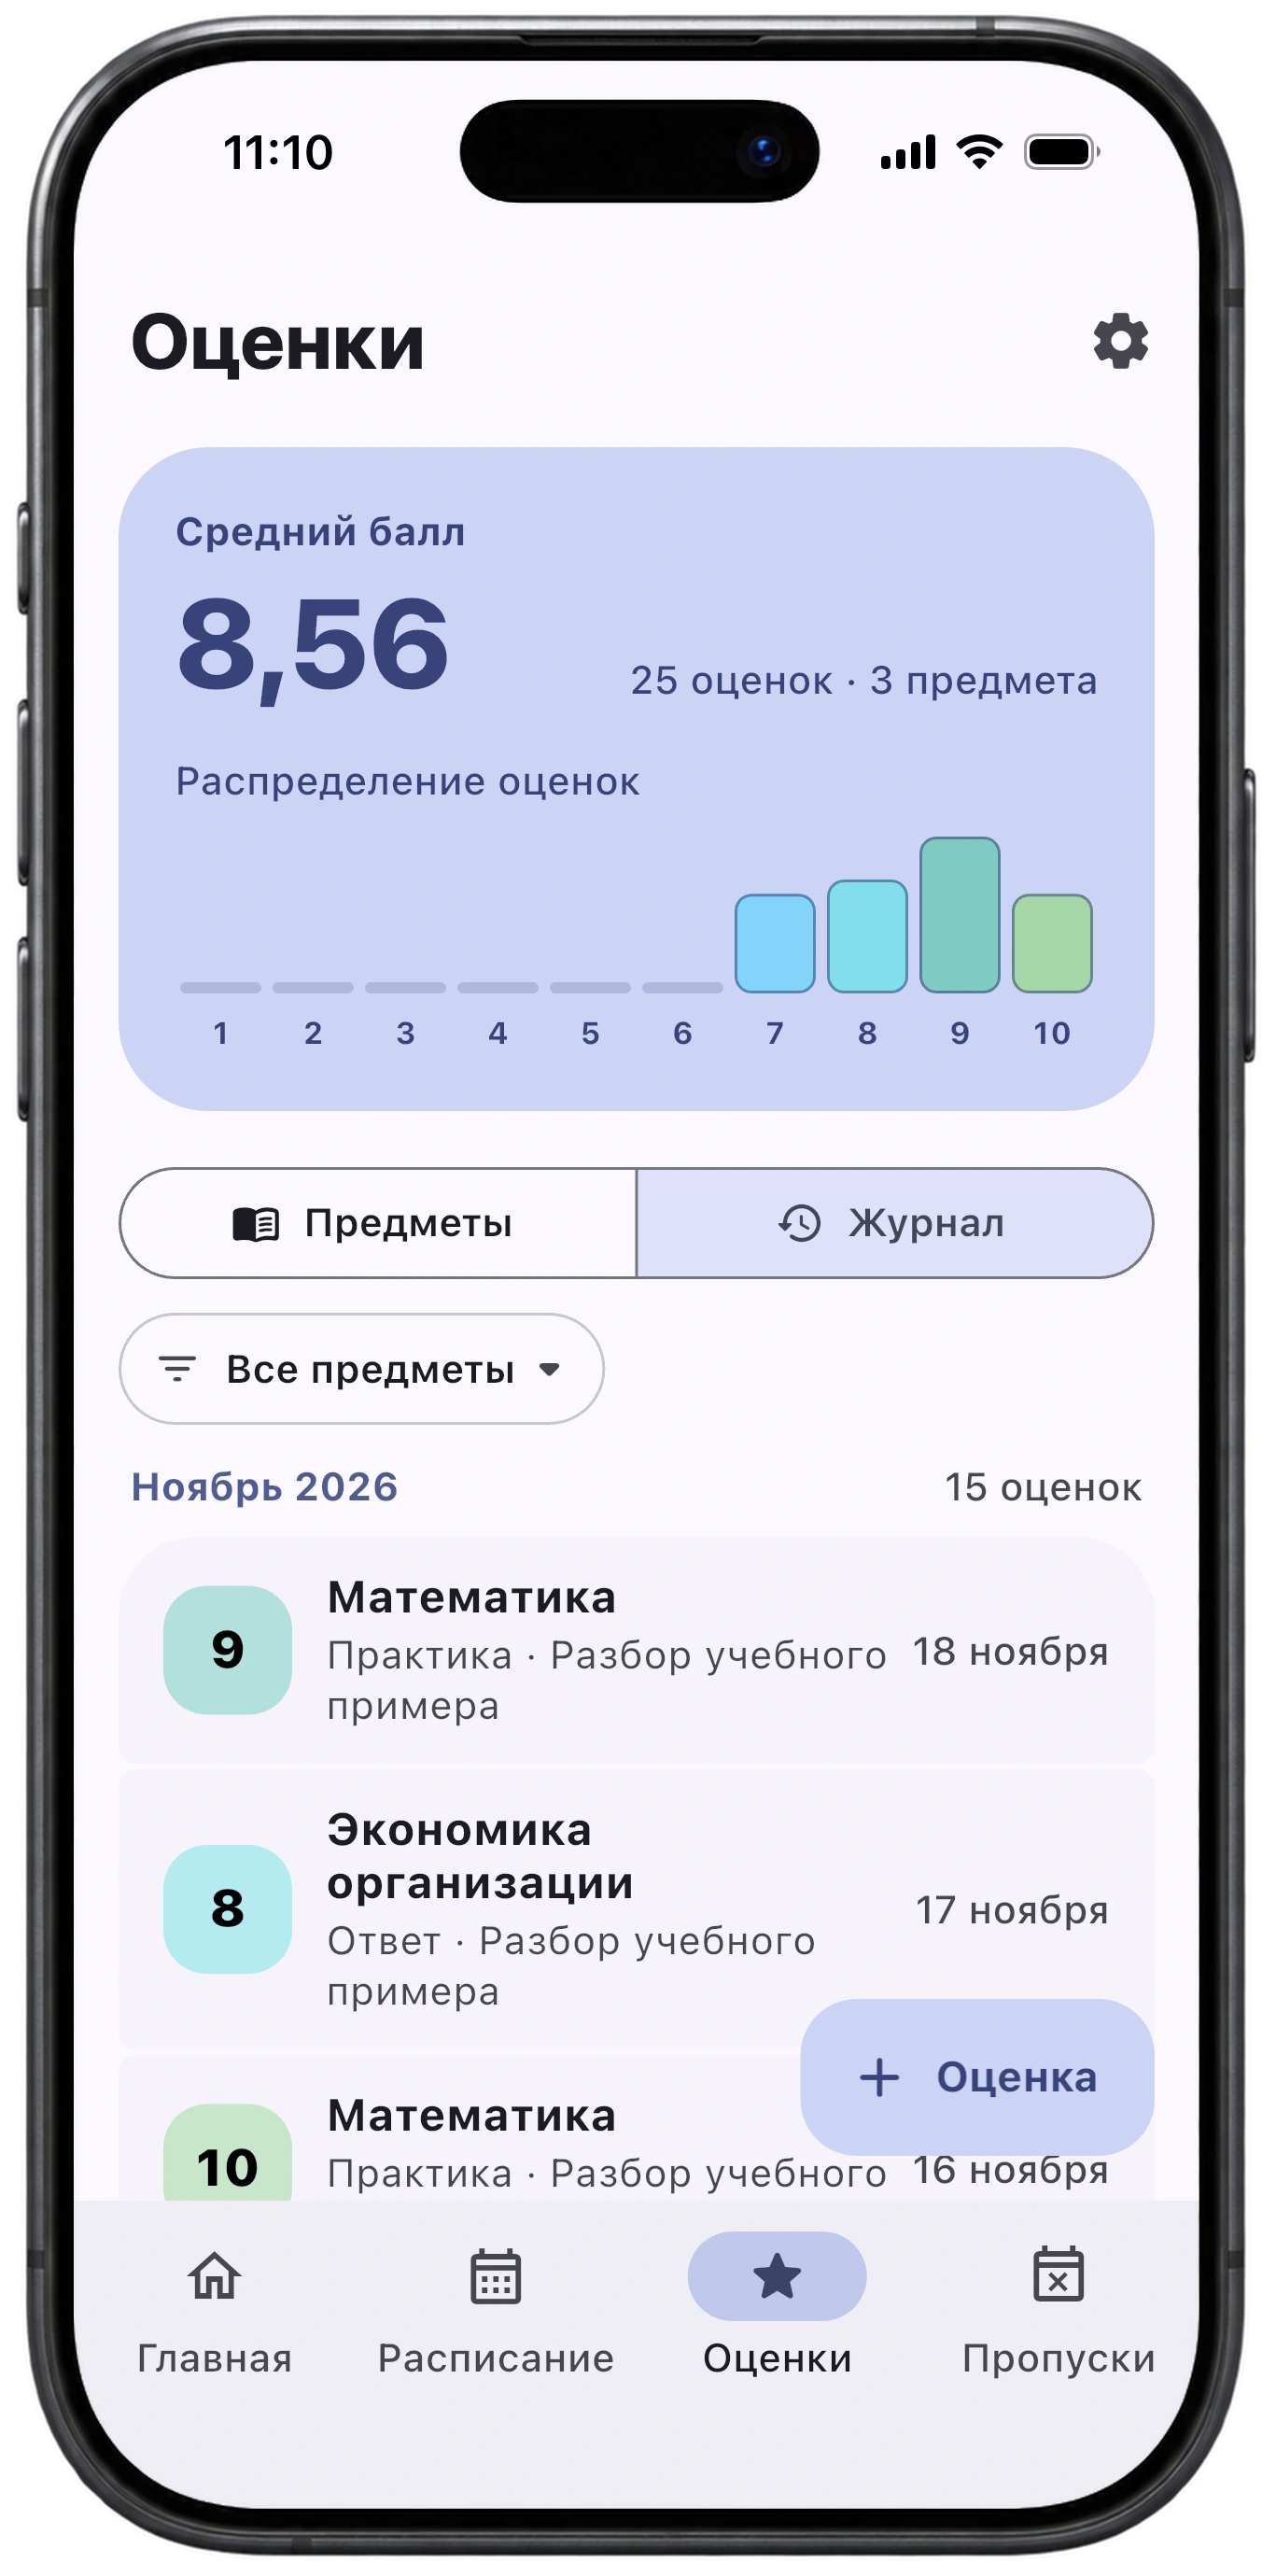 11:10
Оценки
Средний балл
8,56
25 оценок · 3 предмета
Распределение оценок
1 2 3 4 5 6 7 8 9 10
Предметы
Журнал
Все предметы
Ноябрь 2026
15 оценок
9
Математика
Практика · Разбор учебного
примера
18 ноября
8
Экономика
организации
Ответ · Разбор учебного
примера
17 ноября
10
Математика
Практика · Разбор учебного
16 ноября
+ Оценка
Главная
Расписание
Оценки
Пропуски